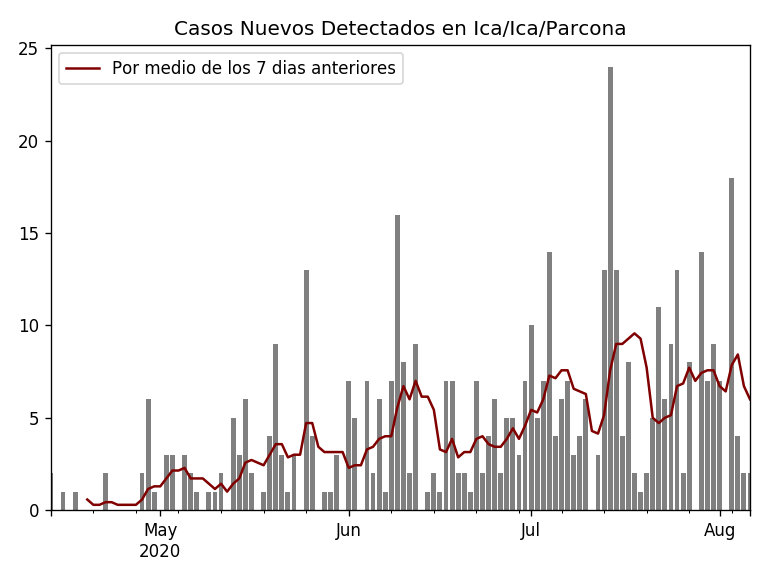 Casos Nuevos Detectados en Ica/Ica/Parcona
Por medio de los 7 dias anteriores
25
20
15
10
5
0
May
2020
Jun
Jul
Aug